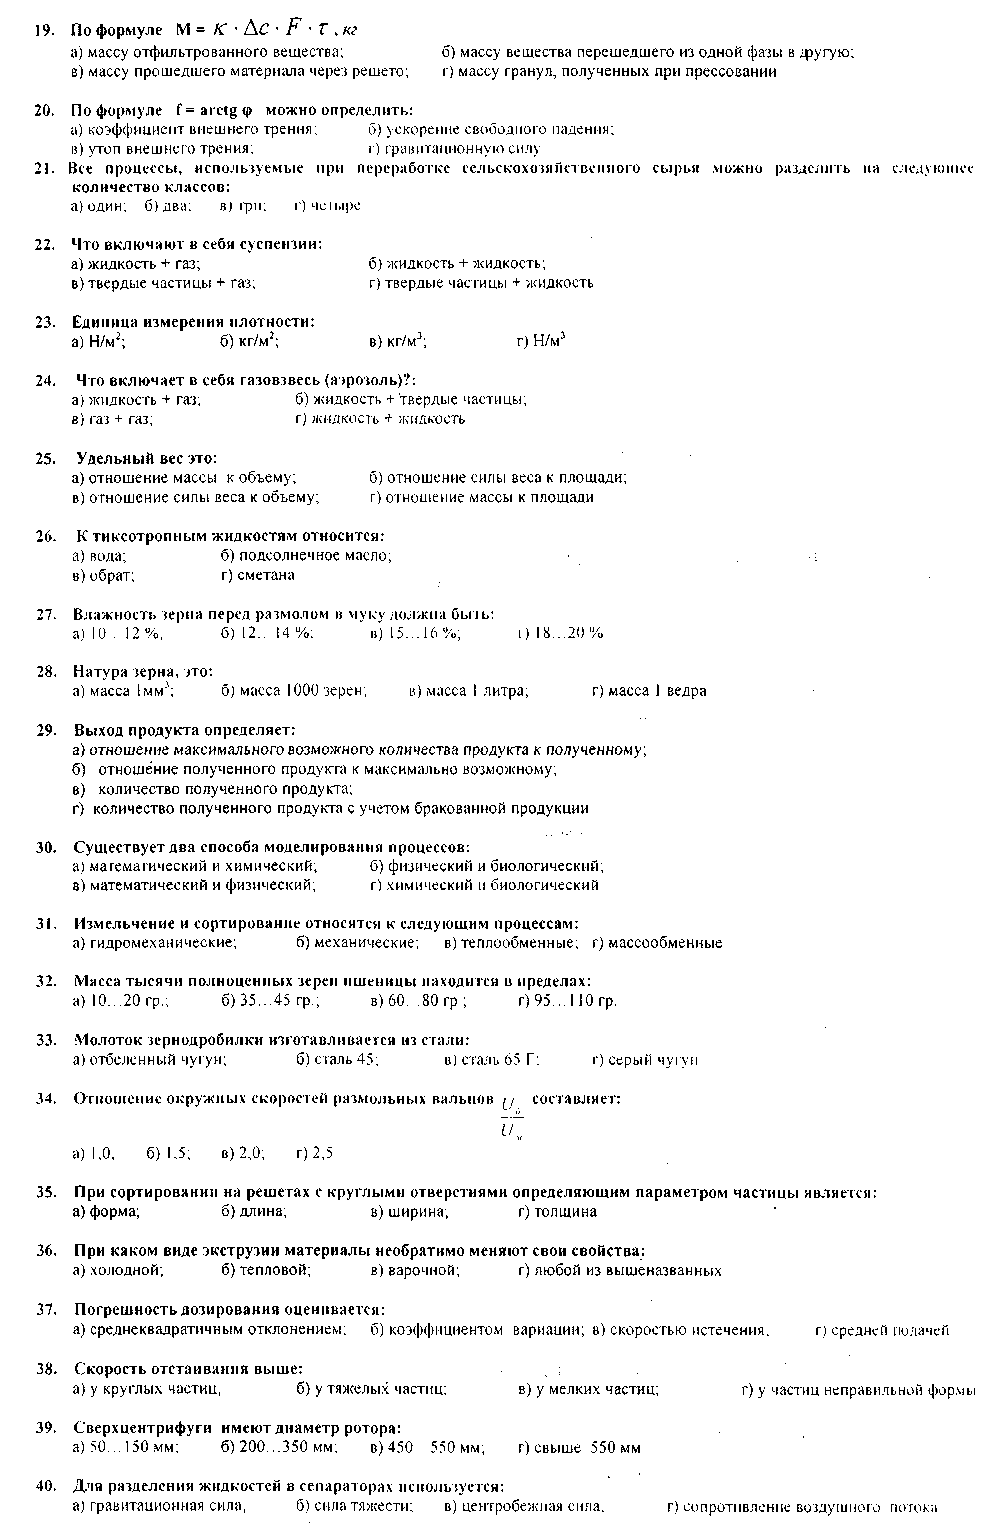 19. По формуле М = К · Δс · F · τ , кг
а) массу отфильтрованного вещества; б) массу вещества перешедшего из одной фазы в другую;
в) массу прошедшего материала через решето; г) массу гранул, полученных при прессовании
20. По формуле f = arctg φ можно определить:
а) коэффициент внешнего трения; б) ускорение свободного падения;
в) утол внешнего трения; г) гравитационную силу
21. Все процессы, используемые при переработке сельскохозяйственного сырья можно разделить на следующее
количество классов:
а) один; б) два; в) три; г) четыре
22. Что включают в себя суспензии:
а) жидкость + газ; б) жидкость + жидкость;
в) твердые частицы + газ; г) твердые частицы + жидкость
23. Единица измерения плотности:
а) Н/м²; б) кг/м²; в) кг/м³; г) Н/м³
24. Что включает в себя газовзвесь (аэрозоль)?:
а) жидкость + газ; б) жидкость + твердые частицы;
в) газ + газ; г) жидкость + жидкость
25. Удельный вес это:
а) отношение массы к объему; б) отношение силы веса к площади;
в) отношение силы веса к объему; г) отношение массы к площади
26. К тиксотропным жидкостям относится:
а) вода; б) подсолнечное масло;
в) обрат; г) сметана
27. Влажность зерна перед размолом в муку должна быть:
а) 10...12 %, б) 12...14 %; в) 15...16 %; г) 18...20 %
28. Натура зерна, это:
а) масса 1мм³; б) масса 1000 зерен; в) масса 1 литра; г) масса 1 ведра
29. Выход продукта определяет:
а) отношение максимального возможного количества продукта к полученному;
б) отношение полученного продукта к максимально возможному;
в) количество полученного продукта;
г) количество полученного продукта с учетом бракованной продукции
30. Существует два способа моделирования процессов:
а) математический и химический; б) физический и биологический;
в) математический и физический; г) химический и биологический
31. Измельчение и сортирование относятся к следующим процессам:
а) гидромеханические; б) механические; в) теплообменные; г) массообменные
32. Масса тысячи полноценных зерен пшеницы находится в пределах:
а) 10...20 гр.; б) 35...45 гр.; в) 60...80 гр ; г) 95...110 гр.
33. Молоток зернодробилки изготавливается из стали:
а) отбеленный чугун; б) сталь 45; в) сталь 65 Г; г) серый чугун
34. Отношение окружных скоростей размольных вальцов U / U составляет:
а) 1,0, б) 1,5; в) 2,0; г) 2,5
35. При сортировании на решетах с круглыми отверстиями определяющим параметром частицы является:
а) форма; б) длина; в) ширина; г) толщина
36. При каком виде экструзии материалы необратимо меняют свои свойства:
а) холодной; б) тепловой; в) варочной; г) любой из вышеназванных
37. Погрешность дозирования оценивается:
а) среднеквадратичным отклонением; б) коэффициентом вариации; в) скоростью истечения, г) средней подачей
38. Скорость отстаивания выше:
а) у круглых частиц, б) у тяжелых частиц; в) у мелких частиц; г) у частиц неправильной формы
39. Сверхцентрифуги имеют диаметр ротора:
а) 50...150 мм; б) 200...350 мм; в) 450 550 мм; г) свыше 550 мм
40. Для разделения жидкостей в сепараторах используется:
а) гравитационная сила, б) сила тяжести; в) центробежная сила, г) сопротивление воздушного потока